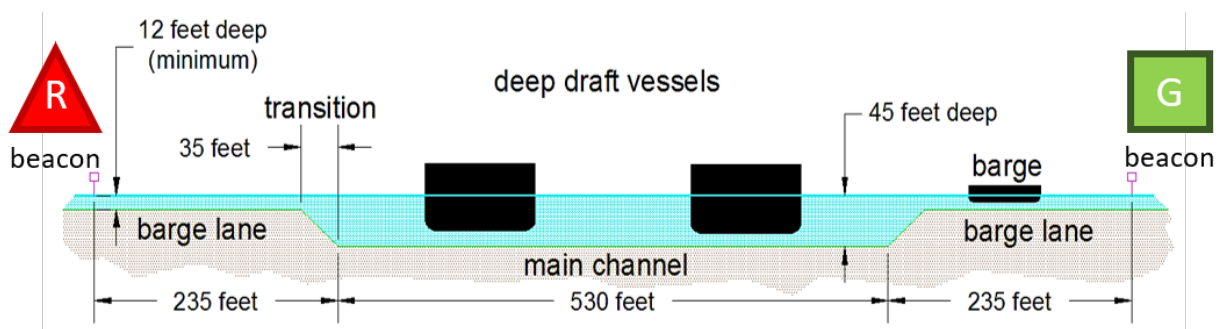 12 feet deep
(minimum)
R
G
deep draft vessels
transition
45 feet deep
35 feet
beacon
barge
beacon
barge lane
main channel
barge lane
235 feet
530 feet
235 feet